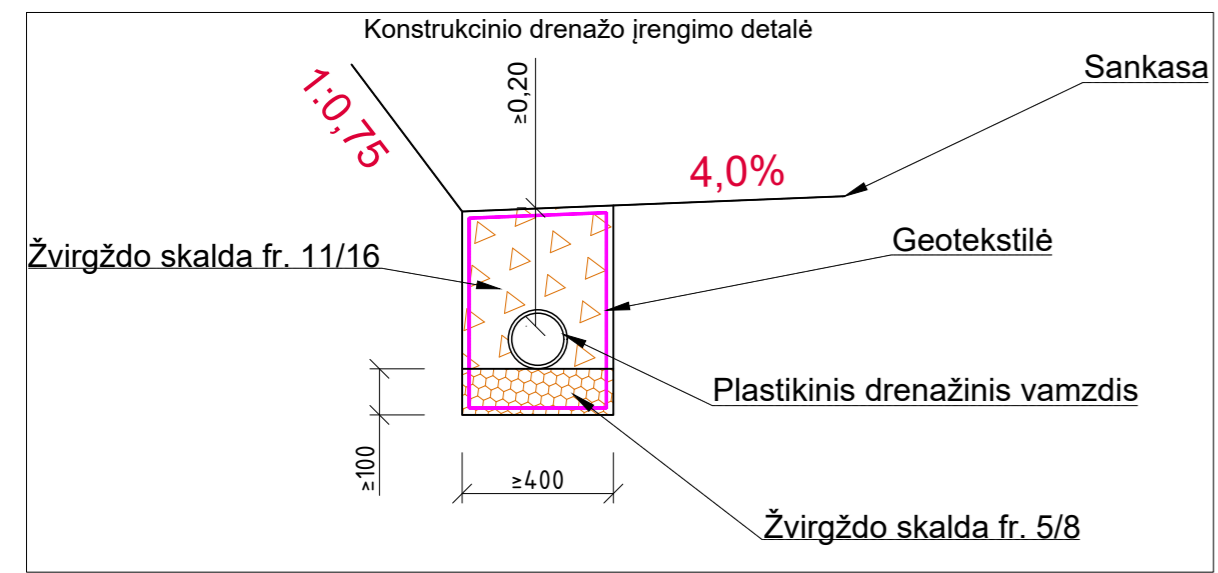 Konstrukcinio drenažo įrengimo detalė
Sankasa
≥0,20
1:0,75
4,0%
Geotekstilė
Žvirgždo skalda fr. 11/16
Plastikinis drenažinis vamzdis
≥100
≥400
Žvirgždo skalda fr. 5/8